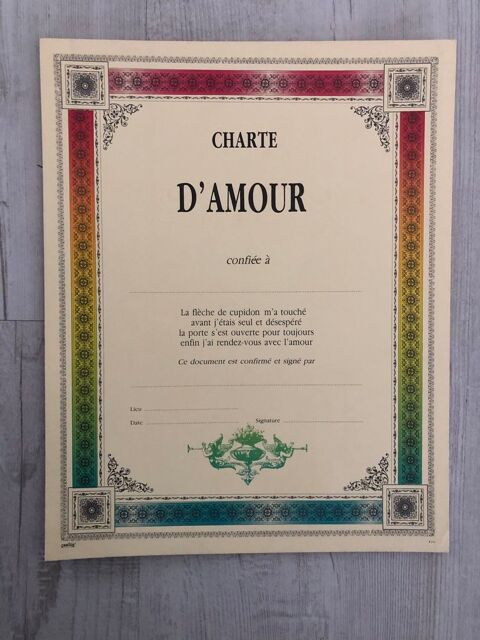 CHARTE
D'AMOUR
confiée à
La flèche de cupidon m'a touché
avant j'étais seul et désespéré
la porte s'est ouverte pour toujours
enfin j'ai rendez-vous avec l'amour
Ce document est confirmé et signé par
Lieu
Date
Signature